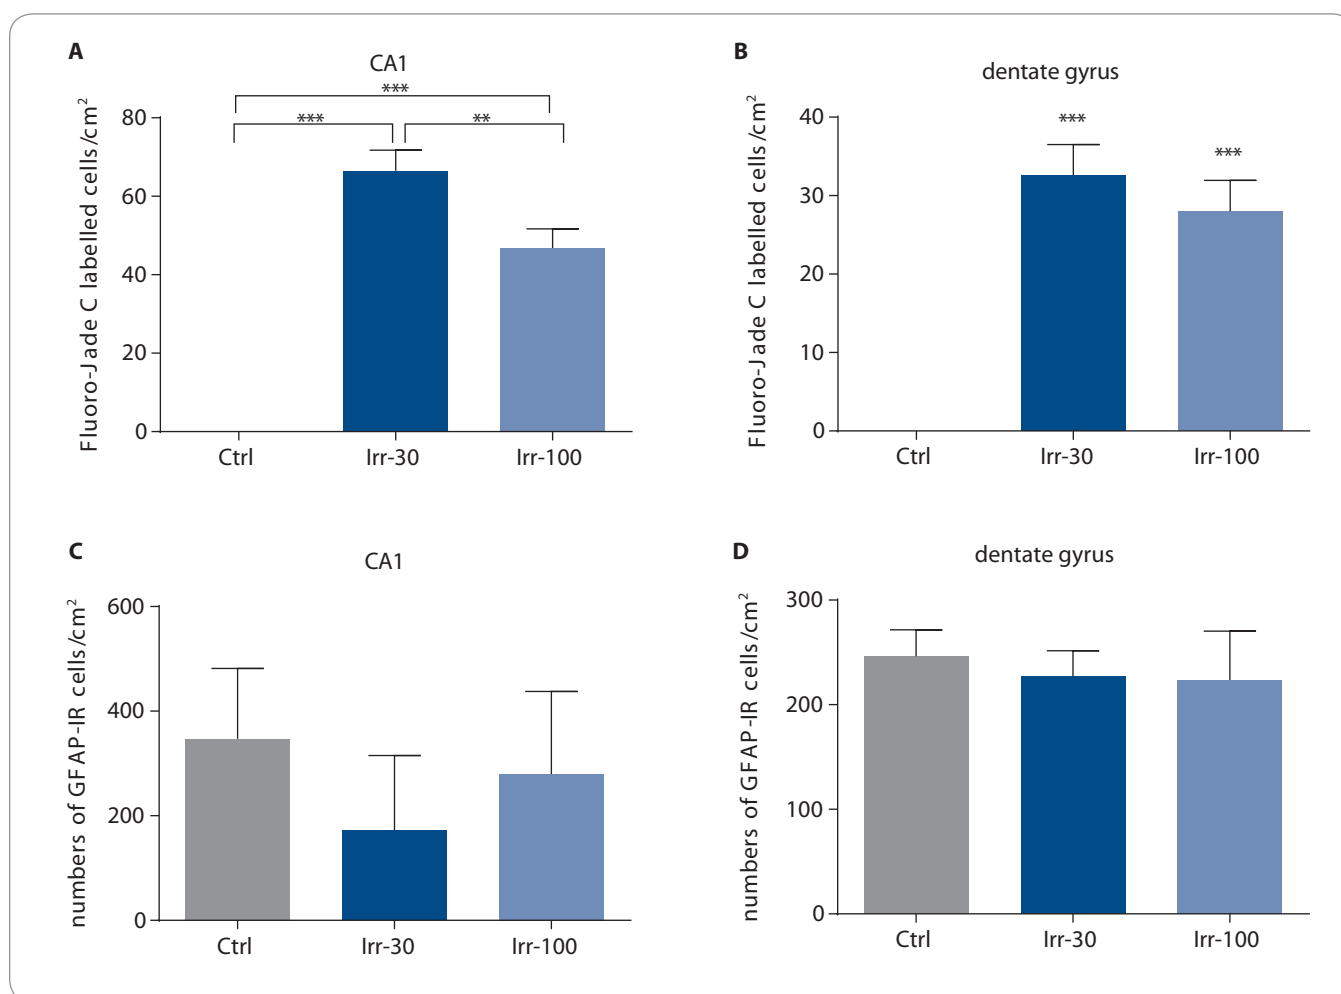 A
CA1
Fluoro-Jade C labelled cells/cm²
80
60
40
20
0
***
***
**
Ctrl
Irr-30
Irr-100
B
dentate gyrus
Fluoro-Jade C labelled cells/cm²
40
30
20
10
0
***
***
Ctrl
Irr-30
Irr-100
C
CA1
numbers of GFAP-IR cells/cm²
600
400
200
0
Ctrl
Irr-30
Irr-100
D
dentate gyrus
numbers of GFAP-IR cells/cm²
300
200
100
0
Ctrl
Irr-30
Irr-100